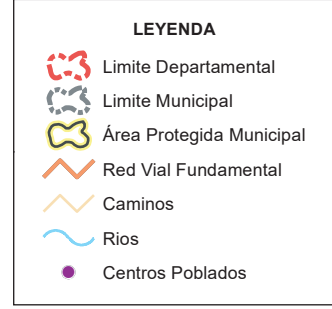 LEYENDA
Limite Departamental
Limite Municipal
Área Protegida Municipal
Red Vial Fundamental
Caminos
Rios
Centros Poblados